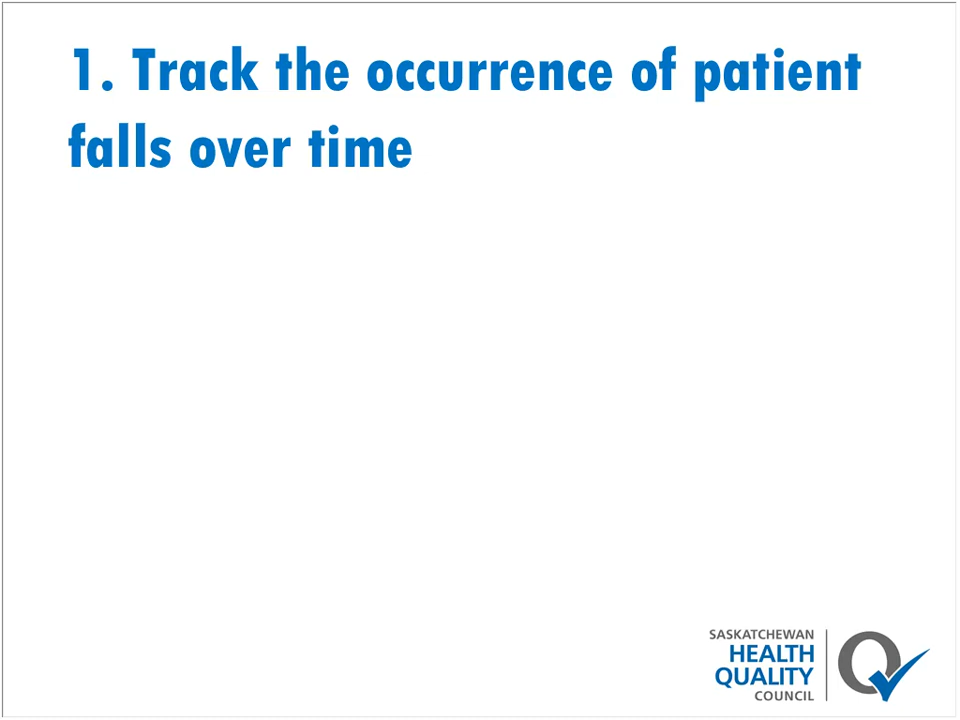 1. Track the occurrence of patient
falls over time
SASKATCHEWAN
HEALTH
QUALITY
COUNCIL